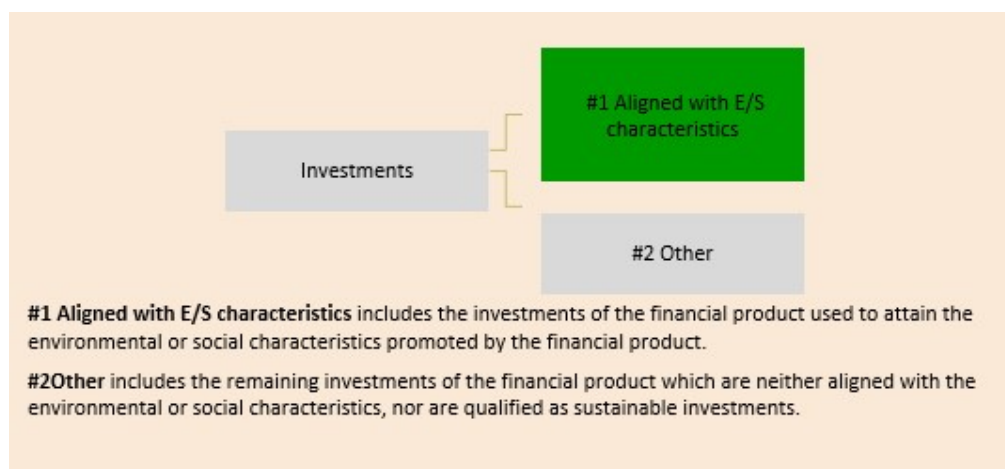 #1 Aligned with E/S
characteristics
Investments
#2 Other
#1 Aligned with E/S characteristics includes the investments of the financial product used to attain the
environmental or social characteristics promoted by the financial product.
#2Other includes the remaining investments of the financial product which are neither aligned with the
environmental or social characteristics, nor are qualified as sustainable investments.